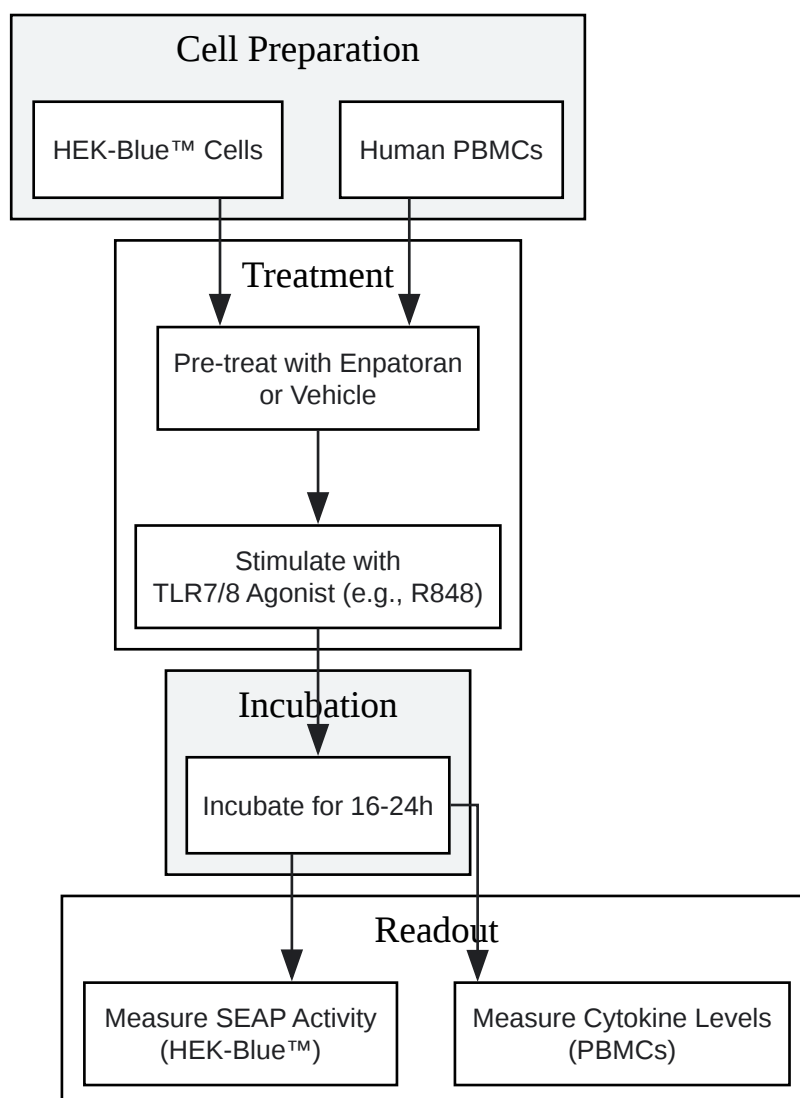 Cell Preparation
HEK-Blue™ Cells
Human PBMCs
Treatment
Pre-treat with Enpatoran
or Vehicle
Stimulate with
TLR7/8 Agonist (e.g., R848)
Incubation
Incubate for 16-24h
Readout
Measure SEAP Activity
(HEK-Blue™)
Measure Cytokine Levels
(PBMCs)